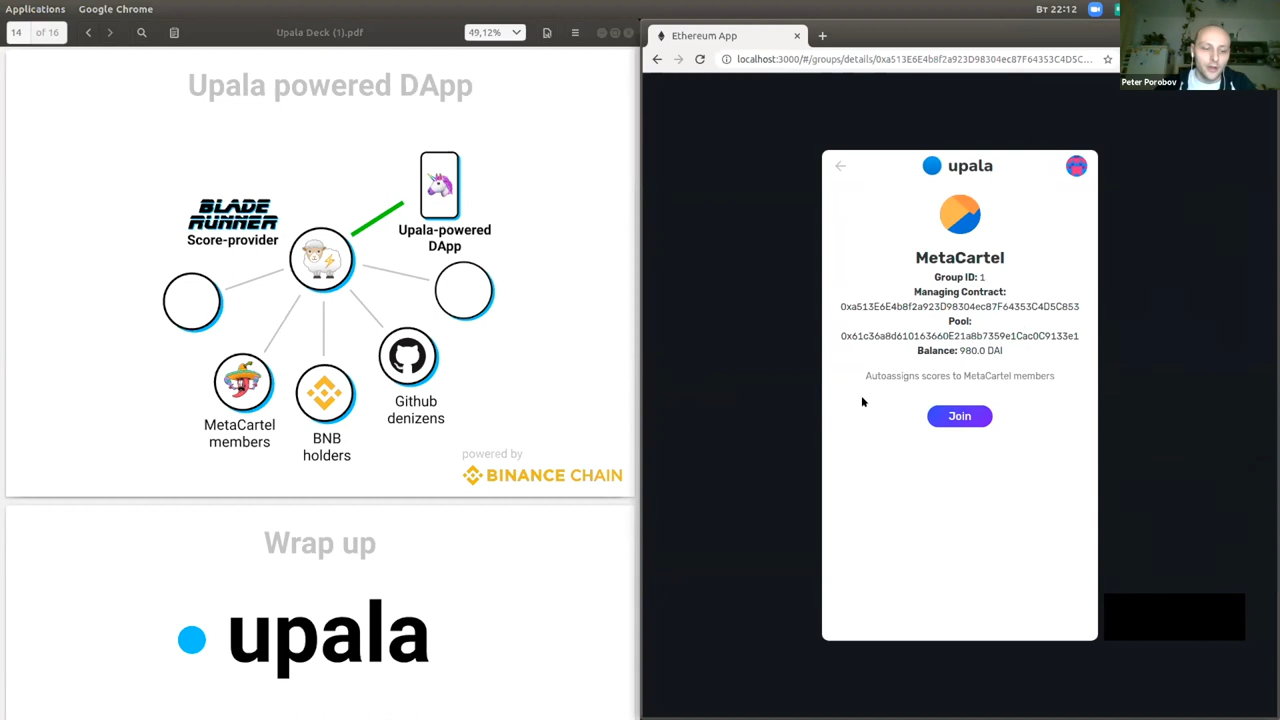 Applications
Google Chrome
Вт 22:12
14
of 16
Upala Deck (1).pdf
49,12%
Upala powered DApp
BLADE
RUNNER
Score-provider
Upala-powered
DApp
MetaCartel
members
BNB
holders
Github
denizens
powered by
BINANCE CHAIN
Wrap up
upala
Ethereum App
localhost:3000/#/groups/details/0xa513E6E4b8f2a923D98304ec87F64353C4D5C...
Peter Porobov
upala
MetaCartel
Group ID: 1
Managing Contract:
0xa513E6E4b8f2a923D98304ec87F64353C4D5C853
Pool:
0x61c36a8d610163660E21a8b7359e1Cac0C9133e1
Balance: 980.0 DAI
Autoassigns scores to MetaCartel members
Join